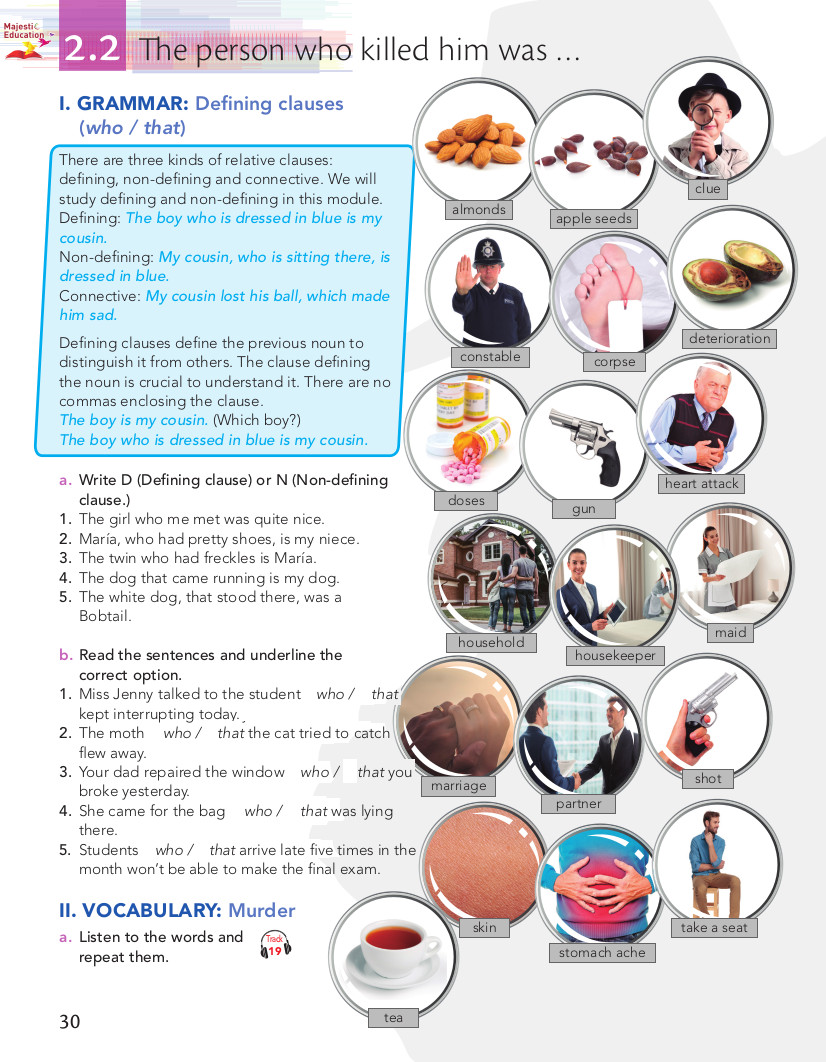 Majestic
Education
2.2 The person who killed him was ...
I. GRAMMAR: Defining clauses
(who / that)
There are three kinds of relative clauses:
defining, non-defining and connective. We will
study defining and non-defining in this module.
Defining: The boy who is dressed in blue is my
cousin.
Non-defining: My cousin, who is sitting there, is
dressed in blue.
Connective: My cousin lost his ball, which made
him sad.
Defining clauses define the previous noun to
distinguish it from others. The clause defining
the noun is crucial to understand it. There are no
commas enclosing the clause.
The boy is my cousin. (Which boy?)
The boy who is dressed in blue is my cousin.
a. Write D (Defining clause) or N (Non-defining
clause.)
1. The girl who me met was quite nice.
2. María, who had pretty shoes, is my niece.
3. The twin who had freckles is María.
4. The dog that came running is my dog.
5. The white dog, that stood there, was a
Bobtail.
b. Read the sentences and underline the
correct option.
1. Miss Jenny talked to the student who / that
kept interrupting today.
2. The moth who / that the cat tried to catch
flew away.
3. Your dad repaired the window who / that you
broke yesterday.
4. She came for the bag who / that was lying
there.
5. Students who / that arrive late five times in the
month won't be able to make the final exam.
II. VOCABULARY: Murder
a. Listen to the words and
repeat them.
Track
19
almonds
apple seeds
clue
constable
corpse
deterioration
doses
gun
heart attack
household
housekeeper
maid
marriage
partner
shot
skin
stomach ache
take a seat
tea
30